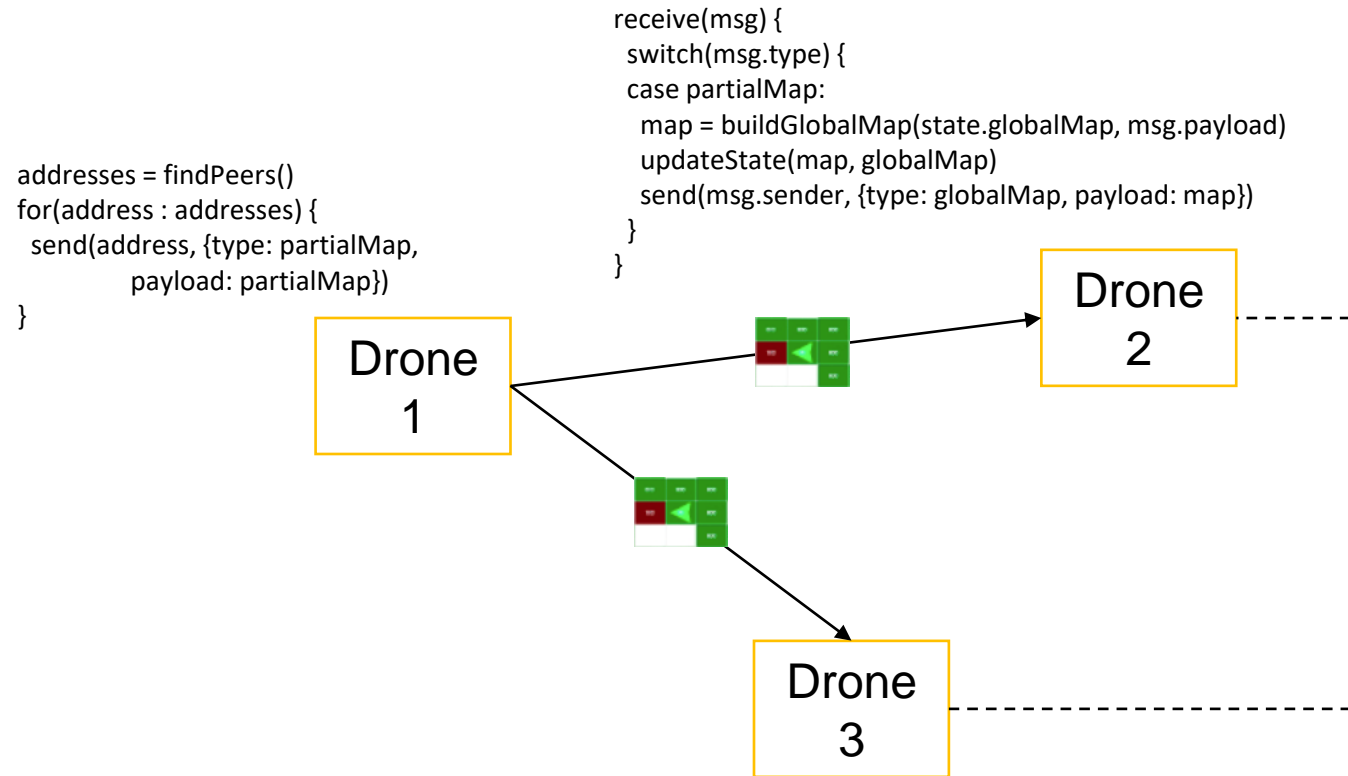 receive(msg) {
switch(msg.type) {
case partialMap:
map = buildGlobalMap(state.globalMap, msg.payload)
updateState(map, globalMap)
send(msg.sender, {type: globalMap, payload: map})
}
}
addresses = findPeers()
for(address : addresses) {
send(address, {type: partialMap,
payload: partialMap})
}
Drone
1
Drone
2
Drone
3